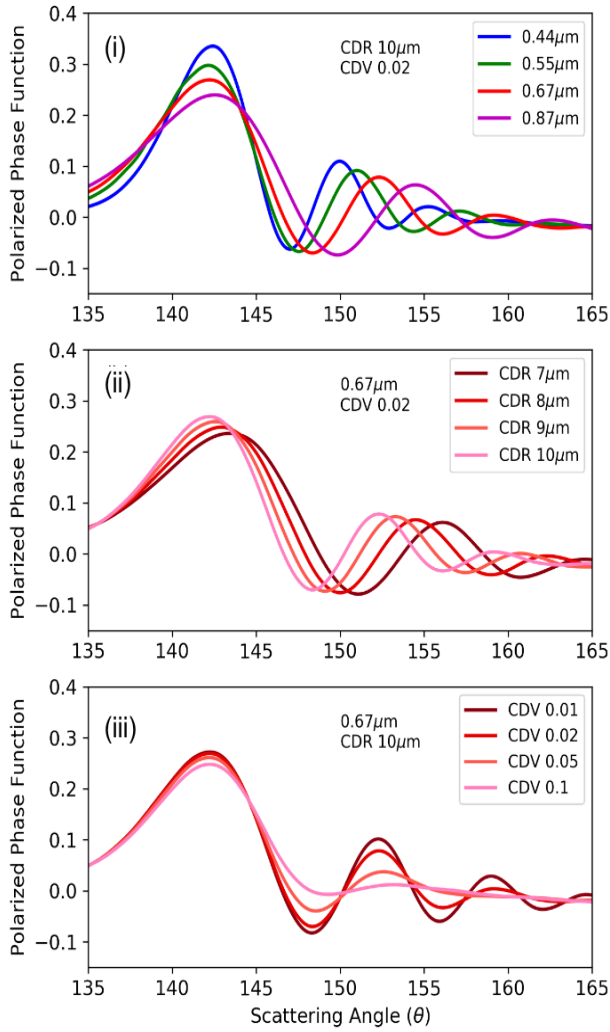 (i)
CDR 10μm
CDV 0.02
0.44μm
0.55μm
0.67μm
0.87μm
Polarized Phase Function
0.4
0.3
0.2
0.1
0.0
−0.1
135
140
145
150
155
160
165
(ii)
0.67μm
CDV 0.02
CDR 7μm
CDR 8μm
CDR 9μm
CDR 10μm
Polarized Phase Function
0.4
0.3
0.2
0.1
0.0
−0.1
135
140
145
150
155
160
165
(iii)
0.67μm
CDR 10μm
CDV 0.01
CDV 0.02
CDV 0.05
CDV 0.1
Polarized Phase Function
0.4
0.3
0.2
0.1
0.0
−0.1
135
140
145
150
155
160
165
Scattering Angle (θ)